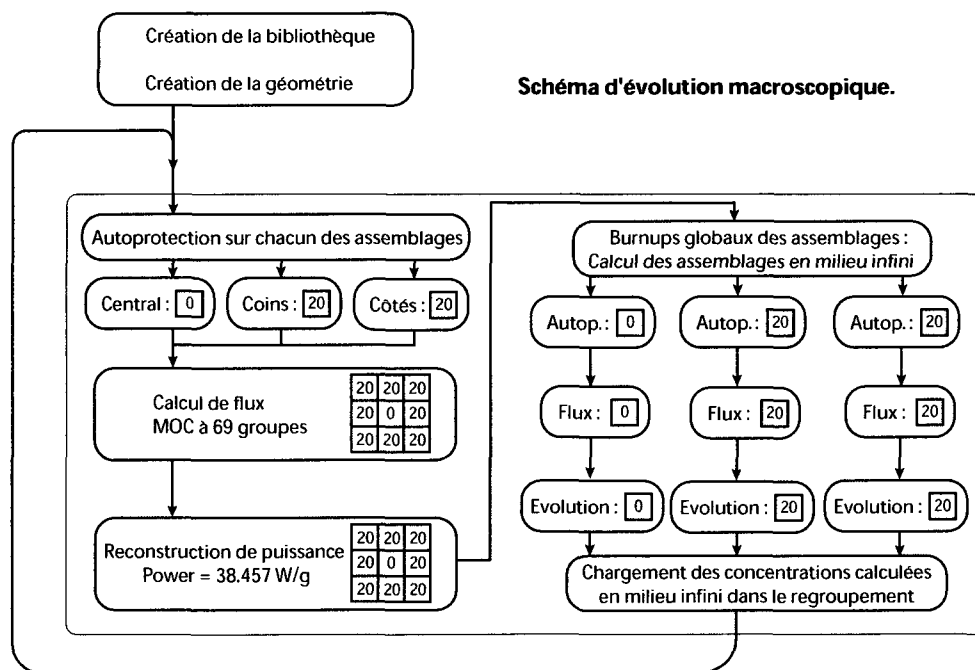 Création de la bibliothèque
Création de la géométrie
Schéma d'évolution macroscopique.
Autoprotection sur chacun des assemblages
Central : 0
Coins : 20
Côtés : 20
Calcul de flux
MOC à 69 groupes
20 20 20
20 0 20
20 20 20
Reconstruction de puissance
Power = 38.457 W/g
20 20 20
20 0 20
20 20 20
Burnups globaux des assemblages :
Calcul des assemblages en milieu infini
Autop. : 0
Autop. : 20
Autop. : 20
Flux : 0
Flux : 20
Flux : 20
Evolution : 0
Evolution : 20
Evolution : 20
Chargement des concentrations calculées
en milieu infini dans le regroupement